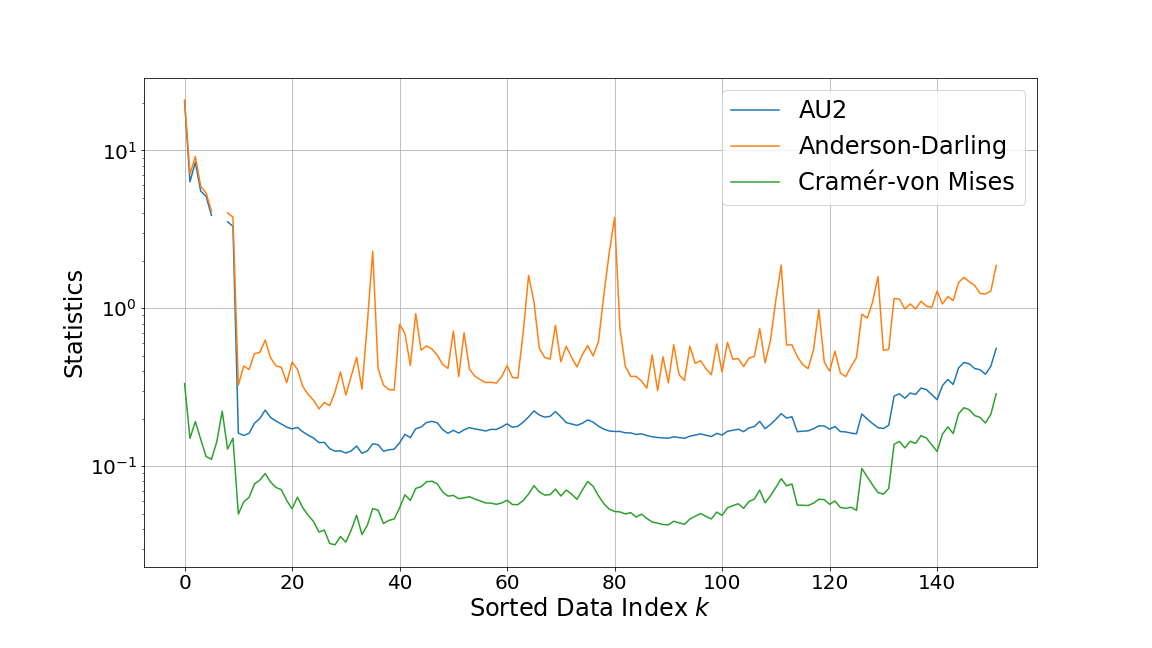 AU2
Anderson-Darling
Cramér-von Mises
Statistics
10¹
10⁰
10⁻¹
0 20 40 60 80 100 120 140
Sorted Data Index k